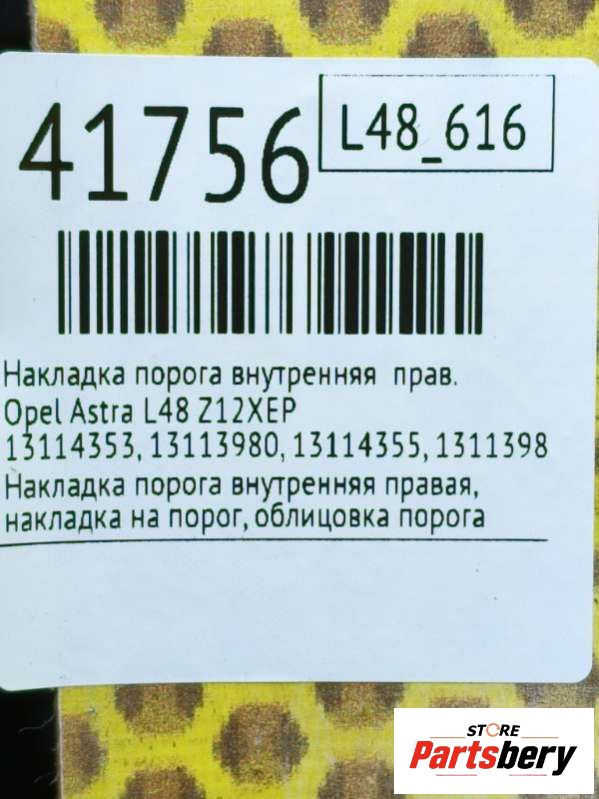 41756
L48_616
Накладка порога внутренняя прав.
Opel Astra L48 Z12XEP
13114353, 13113980, 13114355, 1311398
Накладка порога внутренняя правая,
накладка на порог, облицовка порога
STORE
Partsbery